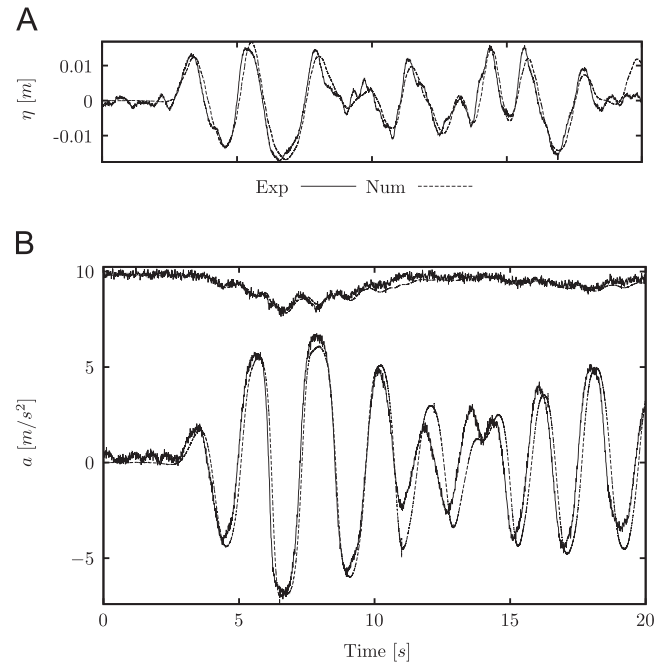 A
0.01
0
-0.01
η [m]
Exp Num
B
10
5
0
−5
a [m/s²]
0 5 10 15 20
Time [s]